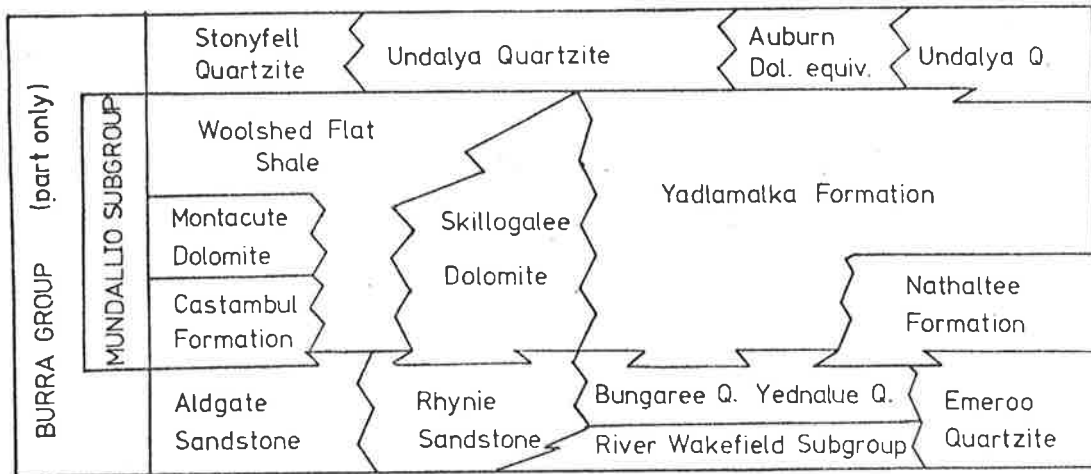 BURRA GROUP (part only)
MUNDALLIO SUBGROUP
Stonyfell
Quartzite
Undalya Quartzite
Auburn
Dol. equiv.
Undalya Q.
Woolshed Flat
Shale
Montacute
Dolomite
Castambul
Formation
Skillogalee
Dolomite
Yadlamalka Formation
Nathaltee
Formation
Aldgate
Sandstone
Rhynie
Sandstone
Bungaree Q. Yednalue Q.
River Wakefield Subgroup
Emeroo
Quartzite